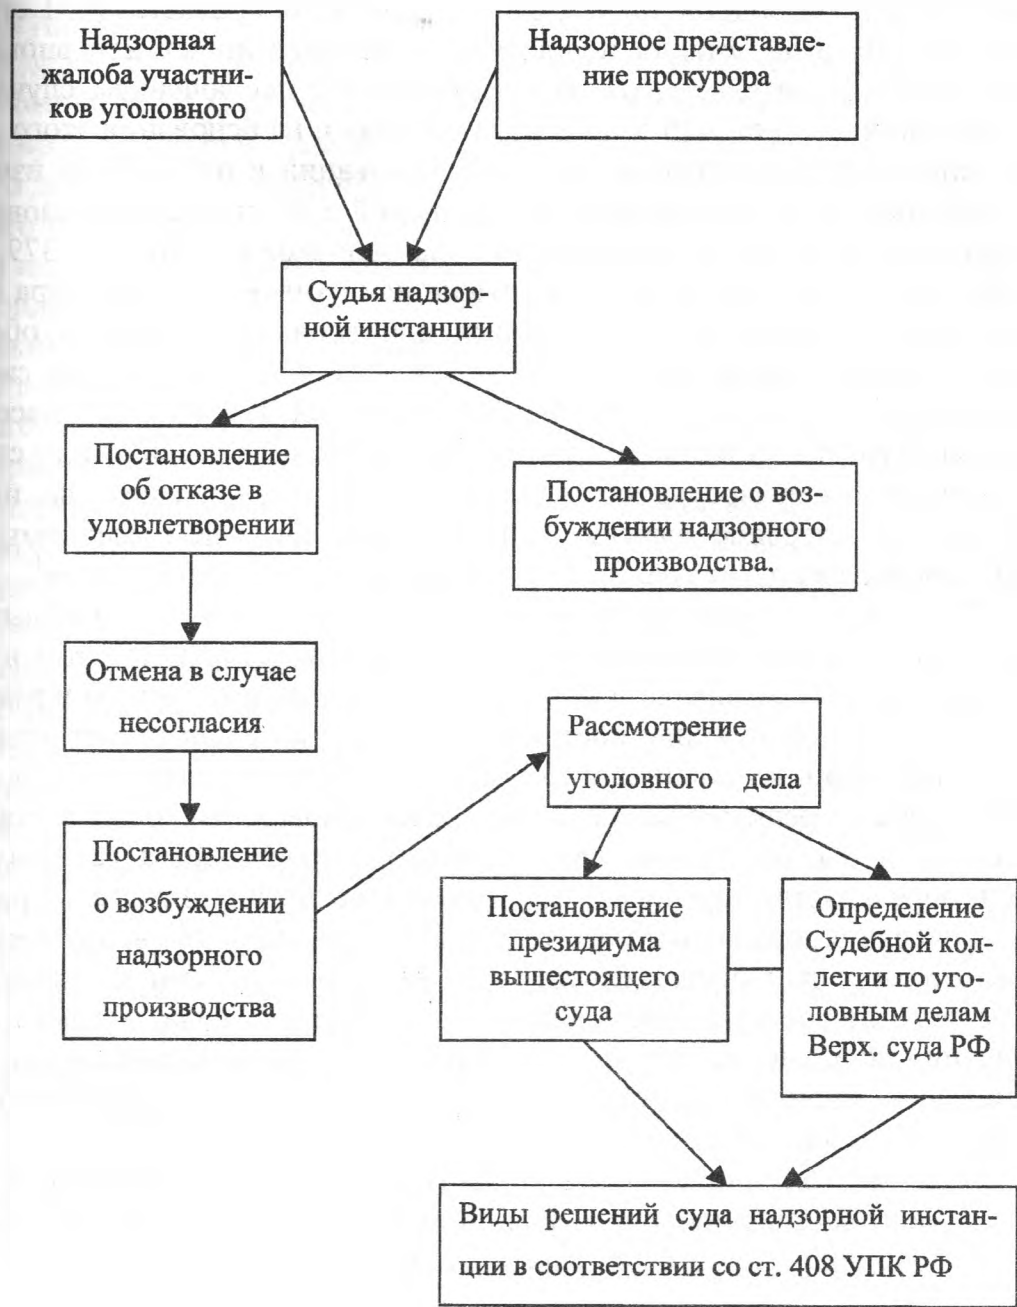 Надзорная
жалоба участни-
ков уголовного
Надзорное представле-
ние прокурора
379
Судья надзор-
ной инстанции
Постановление
об отказе в
удовлетворении
Постановление о воз-
буждении надзорного
производства.
Отмена в случае
несогласия
Рассмотрение
уголовного дела
Постановление
о возбуждении
надзорного
производства
Постановление
президиума
вышестоящего
суда
Определение
Судебной кол-
легии по уго-
ловным делам
Верх. суда РФ
Виды решений суда надзорной инстан-
ции в соответствии со ст. 408 УПК РФ